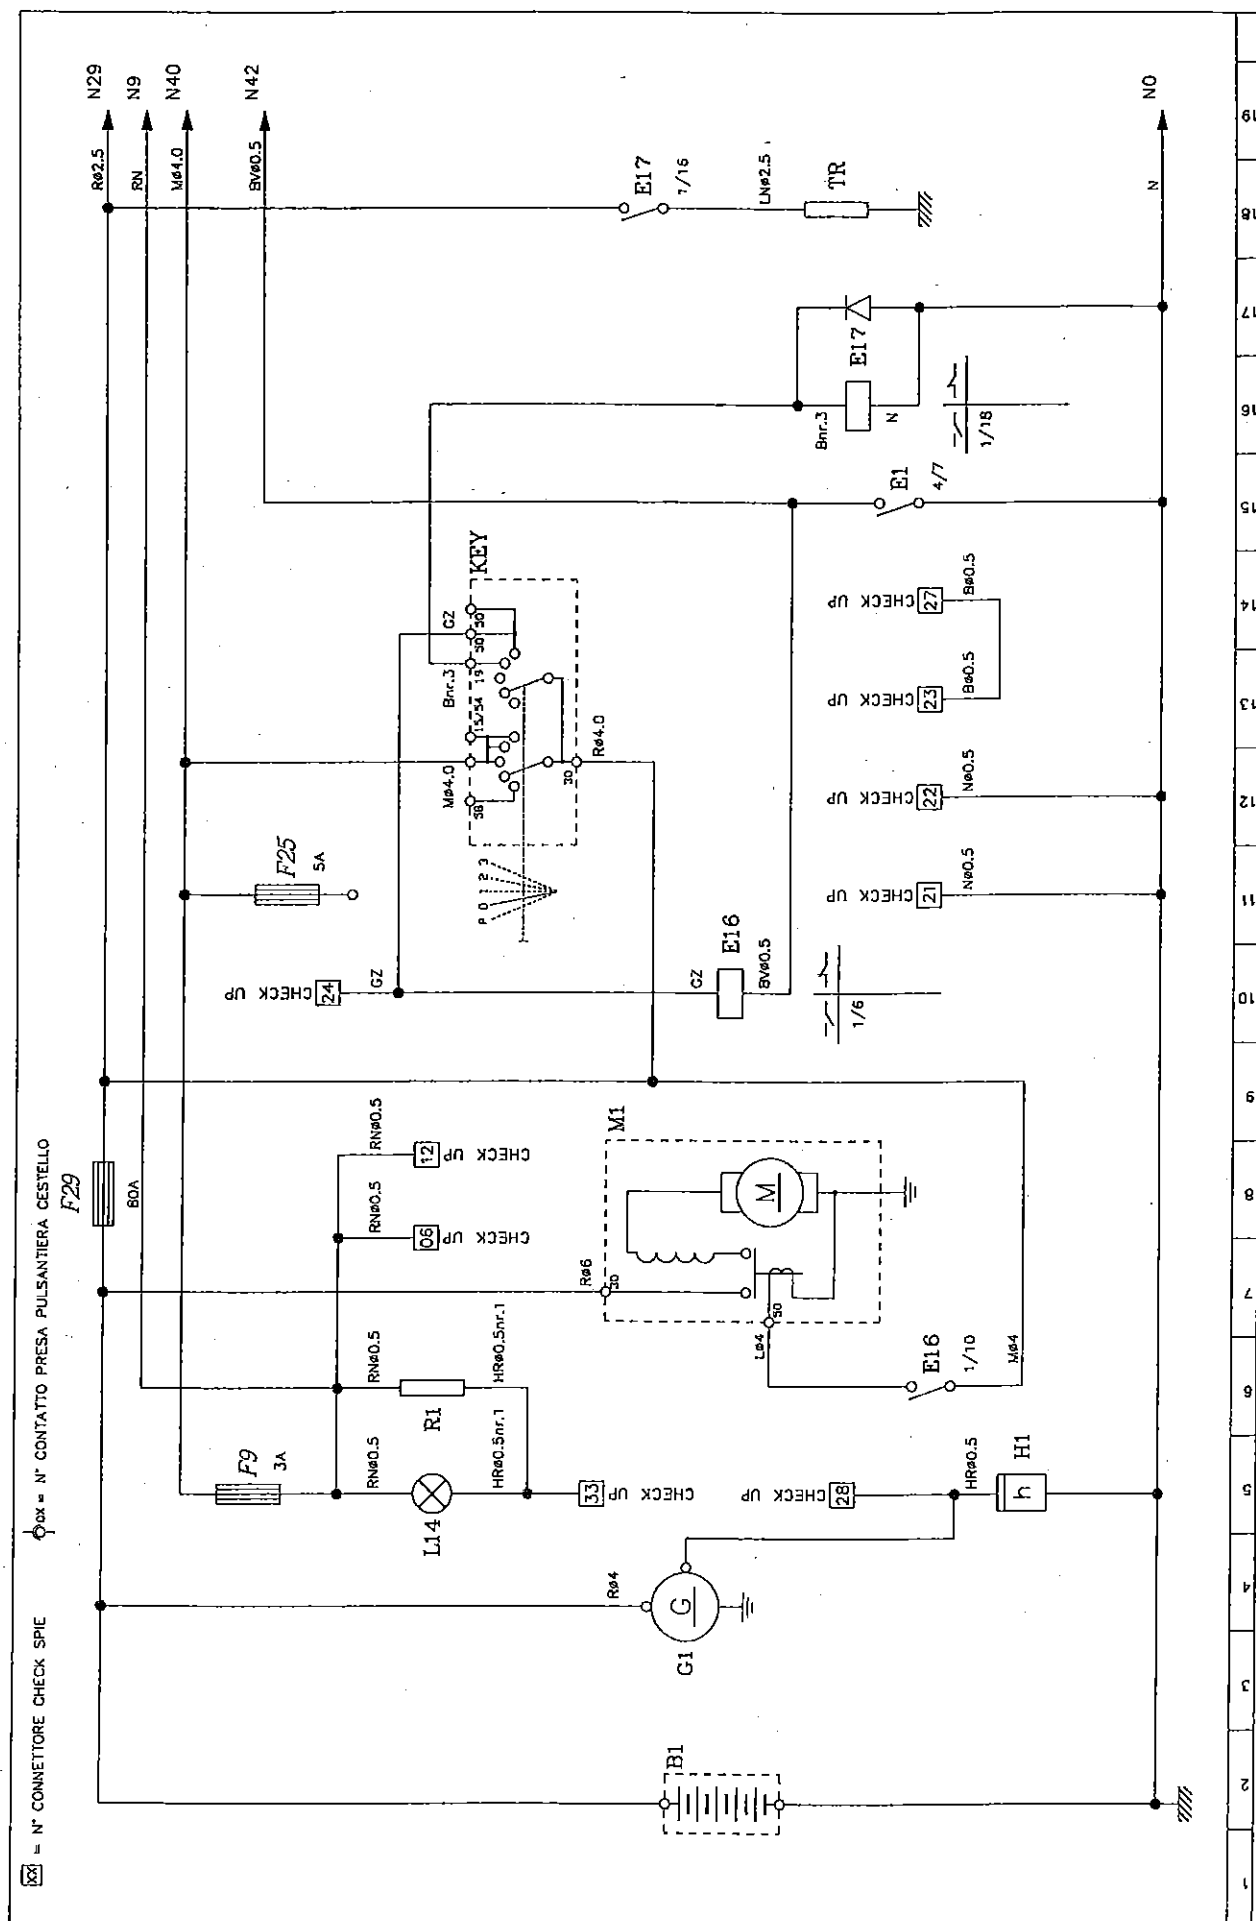 XX = N° CONNETTORE CHECK SPIE
0X = N° CONTATTO PRESA PULSANTIERA CESTELLO
F29
80A
Rø2.5
N29
RN
N9
Mø4.0
N40
BVø0.5
N42
F9
3A
F25
5A
RNø0.5
L14
HRø0.5nr.1
33
CHECK UP
RNø0.5
R1
HRø0.5nr.1
RNø0.5
06
CHECK UP
RNø0.5
12
CHECK UP
CHECK UP
24
GZ
P 0 1 2 3
Mø4.0
15/54
Bnr.3
19
GZ
50
50
58
30
KEY
Rø4.0
B1
G1
G
Rø4
CHECK UP
28
HRø0.5
h
H1
Rø6
30
M1
M
50
Lø4
E16
1/10
Mø4
GZ
E16
BVø0.5
1/6
CHECK UP
21
Nø0.5
CHECK UP
22
Nø0.5
CHECK UP
23
Bø0.5
CHECK UP
27
Bø0.5
E1
4/7
Bnr.3
E17
N
1/18
E17
1/16
LNø2.5
TR
N
N0
1
2
3
4
5
6
7
8
9
10
11
12
13
14
15
16
17
18
19